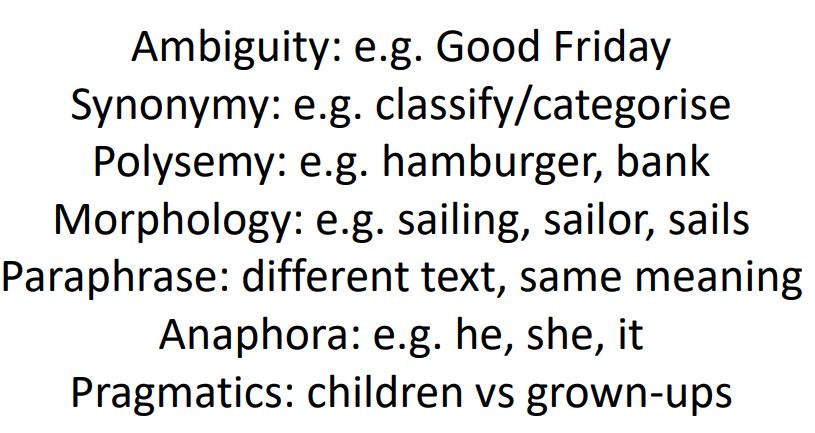 Ambiguity: e.g. Good Friday
Synonymy: e.g. classify/categorise
Polysemy: e.g. hamburger, bank
Morphology: e.g. sailing, sailor, sails
Paraphrase: different text, same meaning
Anaphora: e.g. he, she, it
Pragmatics: children vs grown-ups